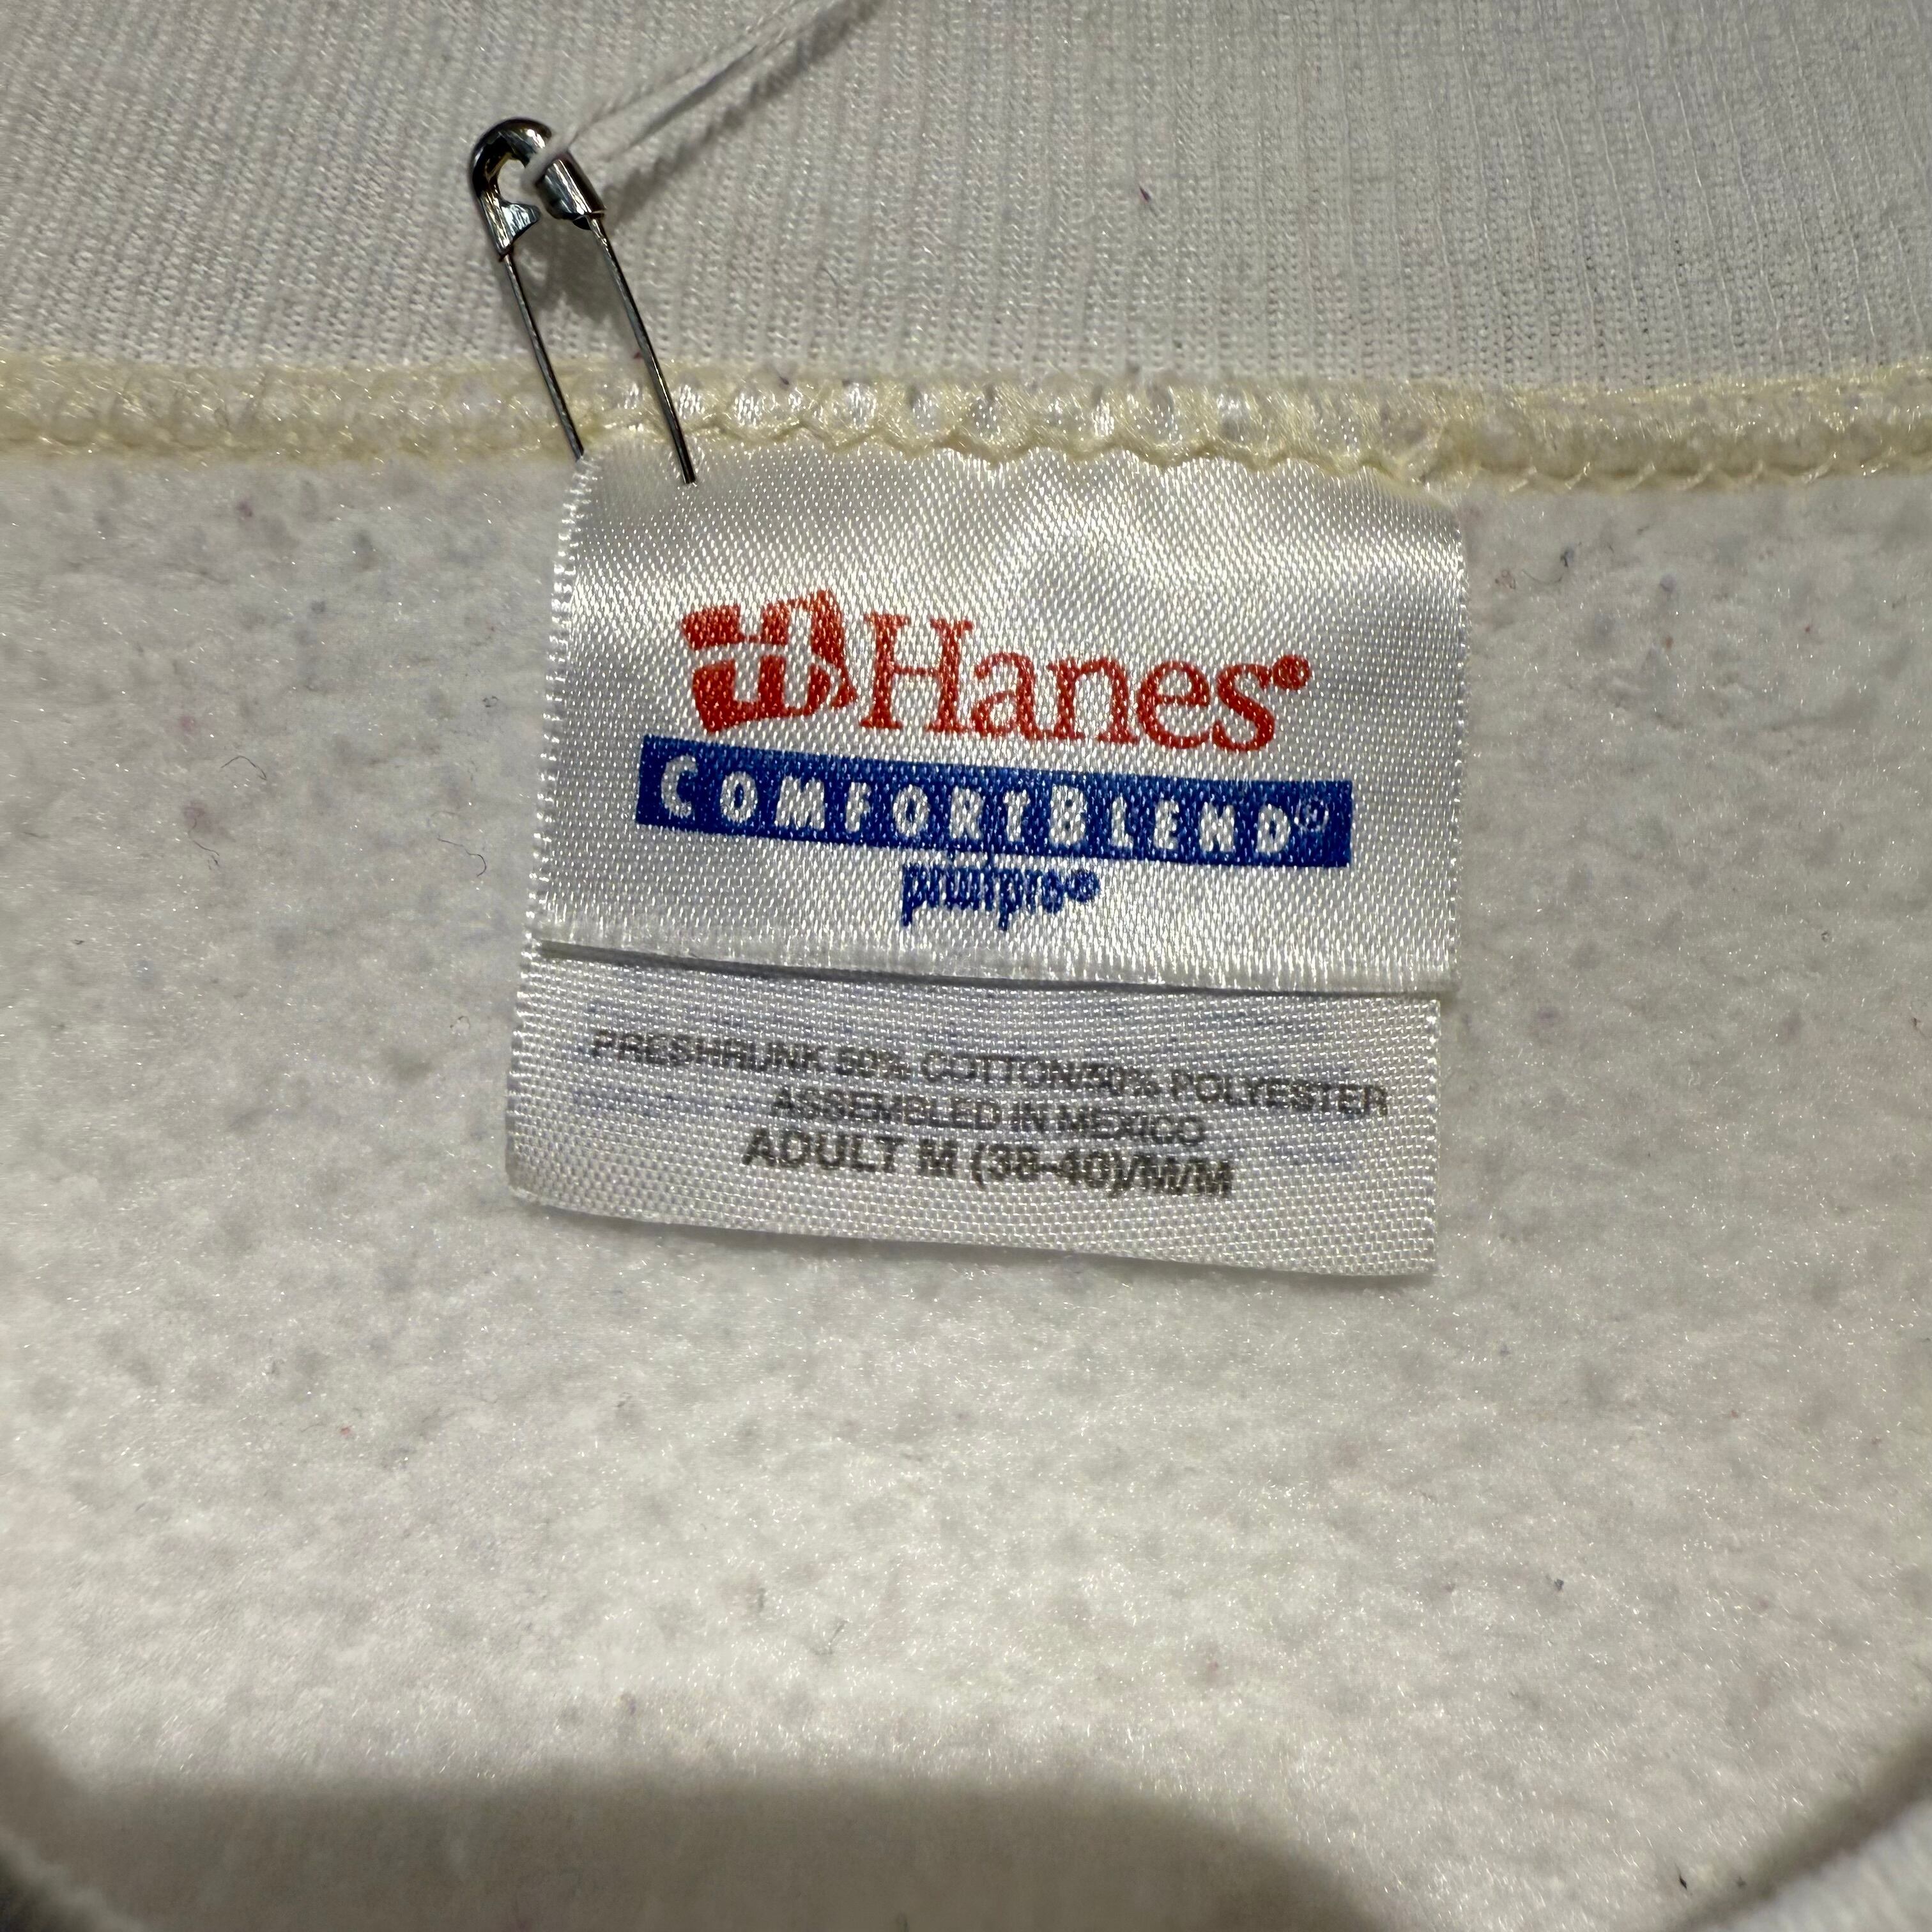 Hanes®
COMFORTBLEND®
printpro®
PRESHRUNK 50% COTTON/50% POLYESTER
ASSEMBLED IN MEXICO
ADULT M (38-40)/M/M